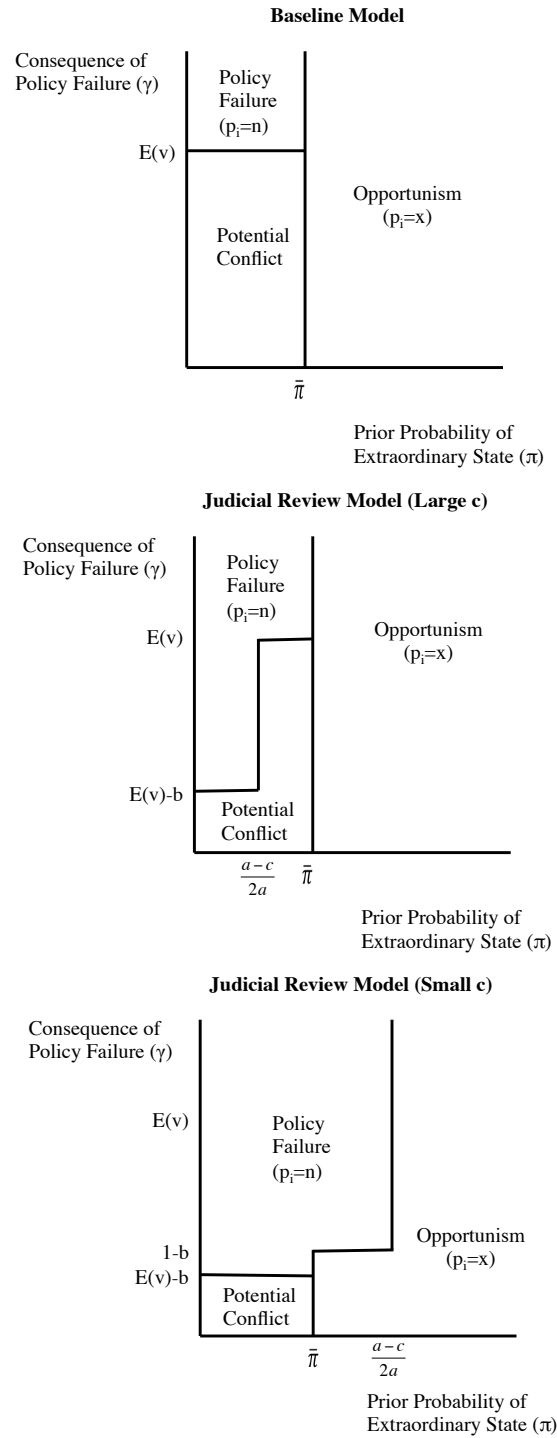 Baseline Model
Consequence of
Policy Failure (γ)
Policy
Failure
(pᵢ=n)
E(v)
Opportunism
(pᵢ=x)
Potential
Conflict
π̄
Prior Probability of
Extraordinary State (π)
Judicial Review Model (Large c)
Consequence of
Policy Failure (γ)
Policy
Failure
(pᵢ=n)
E(v)
Opportunism
(pᵢ=x)
E(v)-b
Potential
Conflict
a – c
2a
π̄
Prior Probability of
Extraordinary State (π)
Judicial Review Model (Small c)
Consequence of
Policy Failure (γ)
E(v)
Policy
Failure
(pᵢ=n)
Opportunism
(pᵢ=x)
1-b
E(v)-b
Potential
Conflict
π̄
a – c
2a
Prior Probability of
Extraordinary State (π)